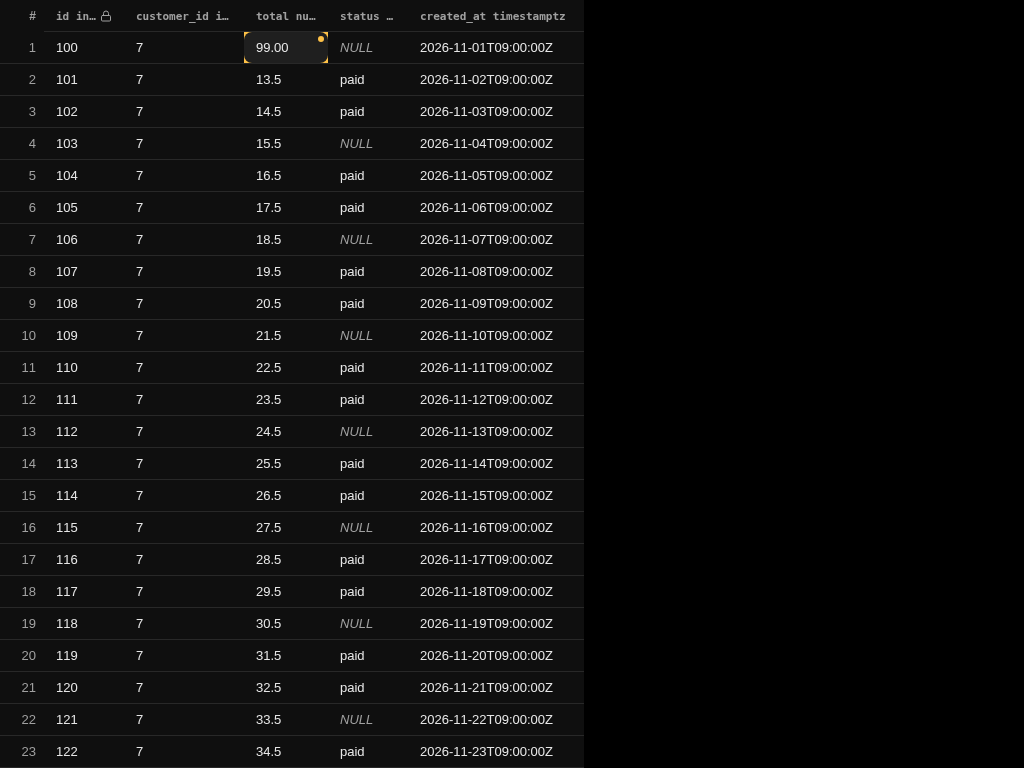 # id in… customer_id i… total nu… status … created_at timestamptz
1 100 7 99.00 NULL 2026-11-01T09:00:00Z
2 101 7 13.5 paid 2026-11-02T09:00:00Z
3 102 7 14.5 paid 2026-11-03T09:00:00Z
4 103 7 15.5 NULL 2026-11-04T09:00:00Z
5 104 7 16.5 paid 2026-11-05T09:00:00Z
6 105 7 17.5 paid 2026-11-06T09:00:00Z
7 106 7 18.5 NULL 2026-11-07T09:00:00Z
8 107 7 19.5 paid 2026-11-08T09:00:00Z
9 108 7 20.5 paid 2026-11-09T09:00:00Z
10 109 7 21.5 NULL 2026-11-10T09:00:00Z
11 110 7 22.5 paid 2026-11-11T09:00:00Z
12 111 7 23.5 paid 2026-11-12T09:00:00Z
13 112 7 24.5 NULL 2026-11-13T09:00:00Z
14 113 7 25.5 paid 2026-11-14T09:00:00Z
15 114 7 26.5 paid 2026-11-15T09:00:00Z
16 115 7 27.5 NULL 2026-11-16T09:00:00Z
17 116 7 28.5 paid 2026-11-17T09:00:00Z
18 117 7 29.5 paid 2026-11-18T09:00:00Z
19 118 7 30.5 NULL 2026-11-19T09:00:00Z
20 119 7 31.5 paid 2026-11-20T09:00:00Z
21 120 7 32.5 paid 2026-11-21T09:00:00Z
22 121 7 33.5 NULL 2026-11-22T09:00:00Z
23 122 7 34.5 paid 2026-11-23T09:00:00Z